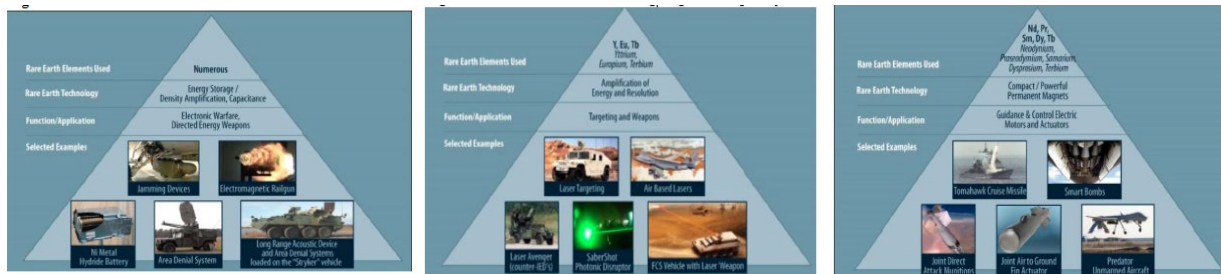 Rare Earth Elements Used
Numerous
Rare Earth Technology
Energy Storage /
Density Amplification, Capacitance
Function/Application
Electronic Warfare,
Directed Energy Weapons
Selected Examples
Jamming Devices
Electromagnetic Railgun
Ni Metal
Hydride Battery
Area Denial System
Long Range Acoustic Device
and Area Denial Systems
loaded on the "Stryker" vehicle
Y, Eu, Tb
Yttrium,
Europium, Terbium
Rare Earth Elements Used
Rare Earth Technology
Amplification of
Energy and Resolution
Function/Application
Targeting and Weapons
Selected Examples
Laser Targeting
Air Based Lasers
Laser Avenger
(counter-IED's)
SaberShot
Photonic Disruptor
FCS Vehicle with Laser Weapon
Nd, Pr,
Sm, Dy, Tb
Neodynium,
Praseodymium, Samarium,
Dysprosium, Terbium
Rare Earth Elements Used
Rare Earth Technology
Compact / Powerful
Permanent Magnets
Function/Application
Guidance & Control Electric
Motors and Actuators
Selected Examples
Tomahawk Cruise Missile
Smart Bombs
Joint Direct
Attack Munitions
Joint Air to Ground
Fin Actuator
Predator
Unmanned Aircraft